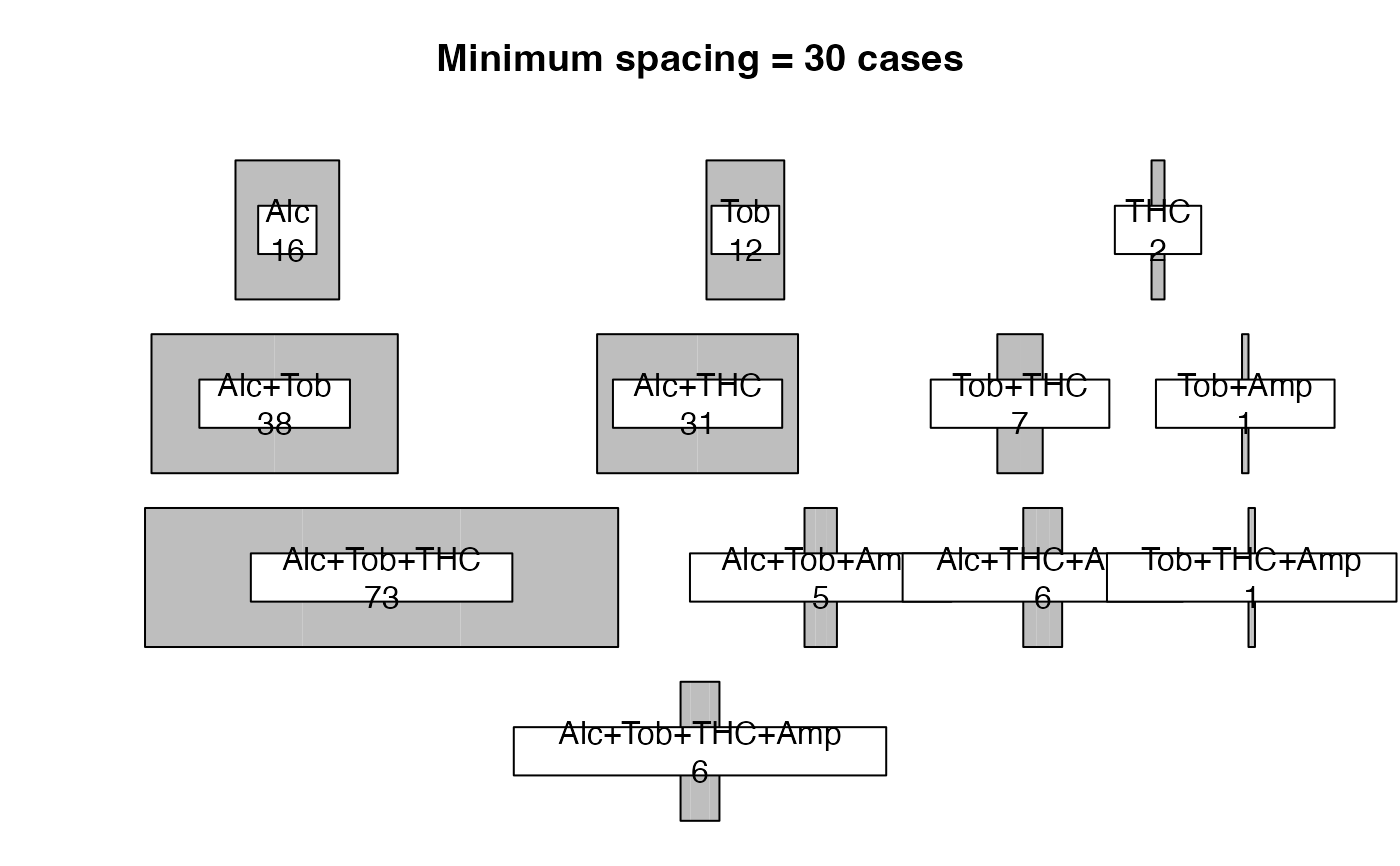 Minimum spacing = 30 cases
Alc
16
Tob
12
THC
2
Alc+Tob
38
Alc+THC
31
Tob+THC
7
Tob+Amp
1
Alc+Tob+THC
73
Alc+Tob+Am
5
Alc+THC+A
6
Tob+THC+Amp
1
Alc+Tob+THC+Amp
6